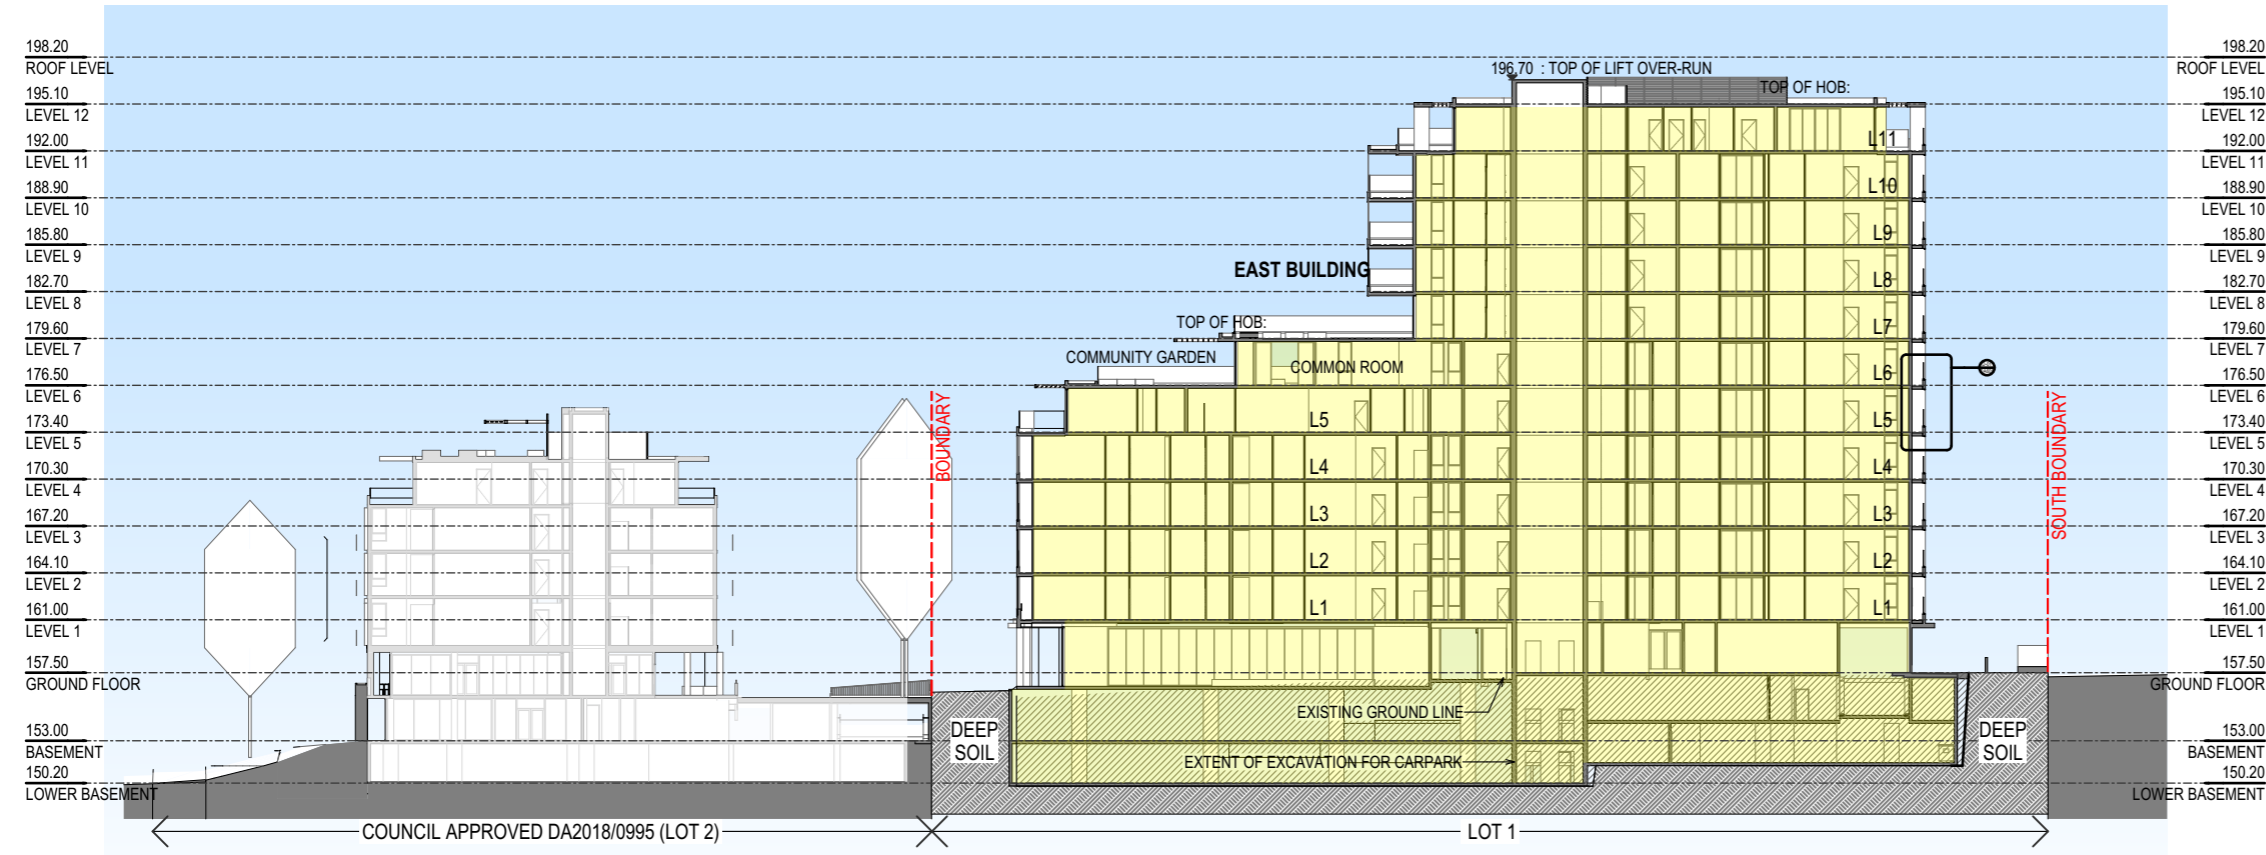 198.20
ROOF LEVEL
195.10
LEVEL 12
192.00
LEVEL 11
188.90
LEVEL 10
185.80
LEVEL 9
182.70
LEVEL 8
179.60
LEVEL 7
176.50
LEVEL 6
173.40
LEVEL 5
170.30
LEVEL 4
167.20
LEVEL 3
164.10
LEVEL 2
161.00
LEVEL 1
157.50
GROUND FLOOR
153.00
BASEMENT
150.20
LOWER BASEMENT
196.70 : TOP OF LIFT OVER-RUN
TOP OF HOB:
EAST BUILDING
TOP OF HOB:
COMMUNITY GARDEN
COMMON ROOM
L11
L10
L9
L8
L7
L6
L5
L5
L4
L4
L3
L3
L2
L2
L1
L1
BOUNDARY
SOUTH BOUNDARY
EXISTING GROUND LINE
EXTENT OF EXCAVATION FOR CARPARK
DEEP
SOIL
DEEP
SOIL
COUNCIL APPROVED DA2018/0995 (LOT 2)
LOT 1
198.20
ROOF LEVEL
195.10
LEVEL 12
192.00
LEVEL 11
188.90
LEVEL 10
185.80
LEVEL 9
182.70
LEVEL 8
179.60
LEVEL 7
176.50
LEVEL 6
173.40
LEVEL 5
170.30
LEVEL 4
167.20
LEVEL 3
164.10
LEVEL 2
161.00
LEVEL 1
157.50
GROUND FLOOR
153.00
BASEMENT
150.20
LOWER BASEMENT